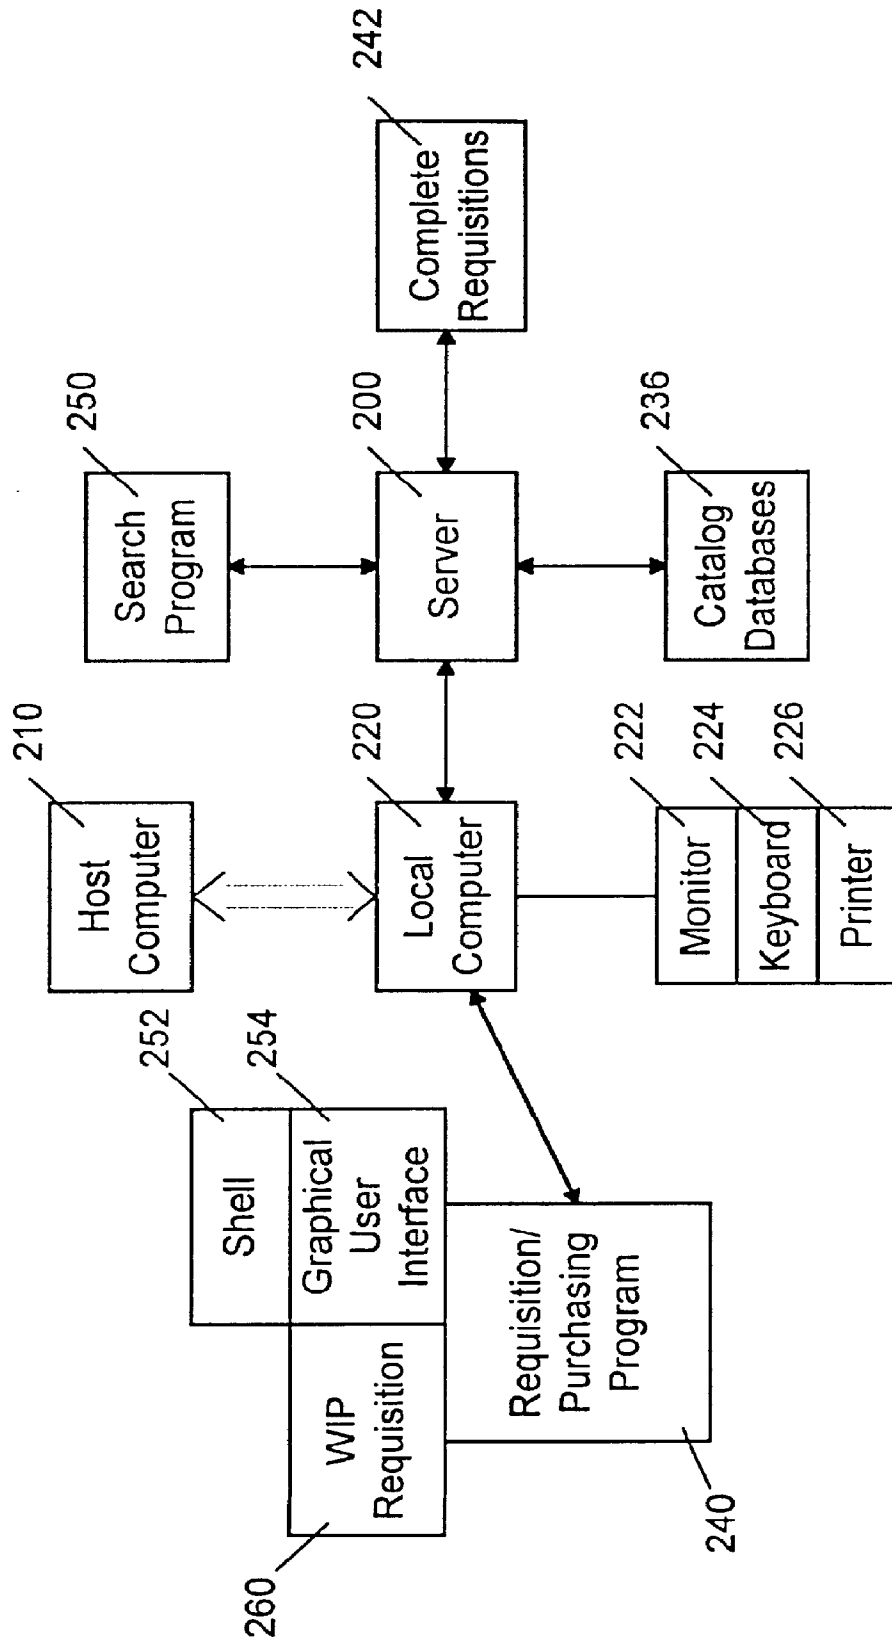 210
Host
Computer
250
Search
Program
252
Shell
254
Graphical
User
Interface
WIP
Requisition
260
Requisition/
Purchasing
Program
240
220
Local
Computer
200
Server
242
Complete
Requisitions
222
Monitor
224
Keyboard
226
Printer
236
Catalog
Databases